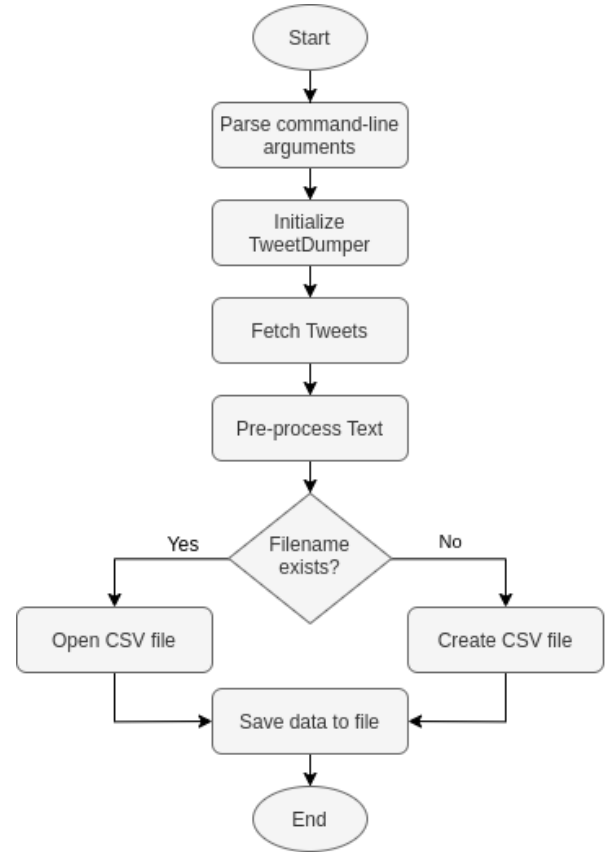 Start
Parse command-line
arguments
Initialize
TweetDumper
Fetch Tweets
Pre-process Text
Filename
exists?
Yes
No
Open CSV file
Create CSV file
Save data to file
End